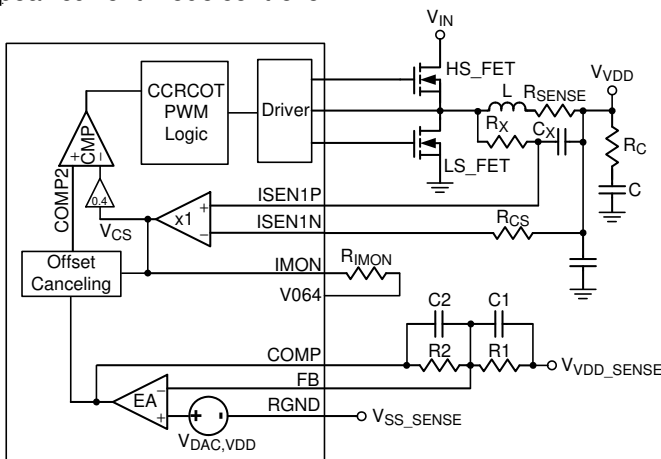 V_IN
HS_FET
CCRCOT
PWM
Logic
Driver
L
R_SENSE
V_VDD
R_X
C_X
R_C
C
LS_FET
CMP
+
−
COMP2
0.4
V_CS
x1
+
−
ISEN1P
ISEN1N
R_CS
Offset
Canceling
IMON
R_IMON
V064
C2
C1
COMP
R2
R1
V_VDD_SENSE
FB
EA
−
+
RGND
+
-
V_SS_SENSE
V_DAC,VDD